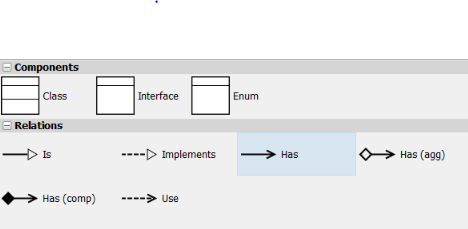 Components
Class Interface Enum
Relations
Is Implements Has Has (agg)
Has (comp) Use